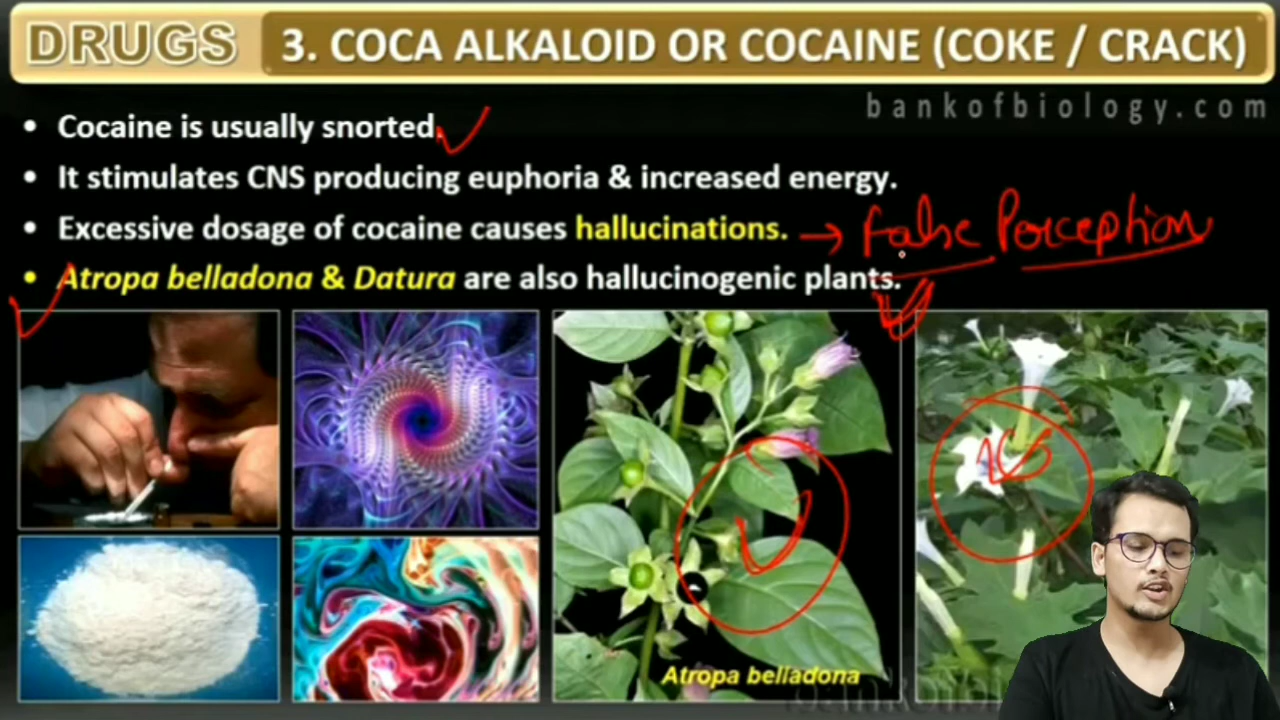 DRUGS
3. COCA ALKALOID OR COCAINE (COKE / CRACK)
bankofbiology.com
• Cocaine is usually snorted.
• It stimulates CNS producing euphoria & increased energy.
• Excessive dosage of cocaine causes hallucinations. → False Perception
• Atropa belladona & Datura are also hallucinogenic plants.
Atropa belladona